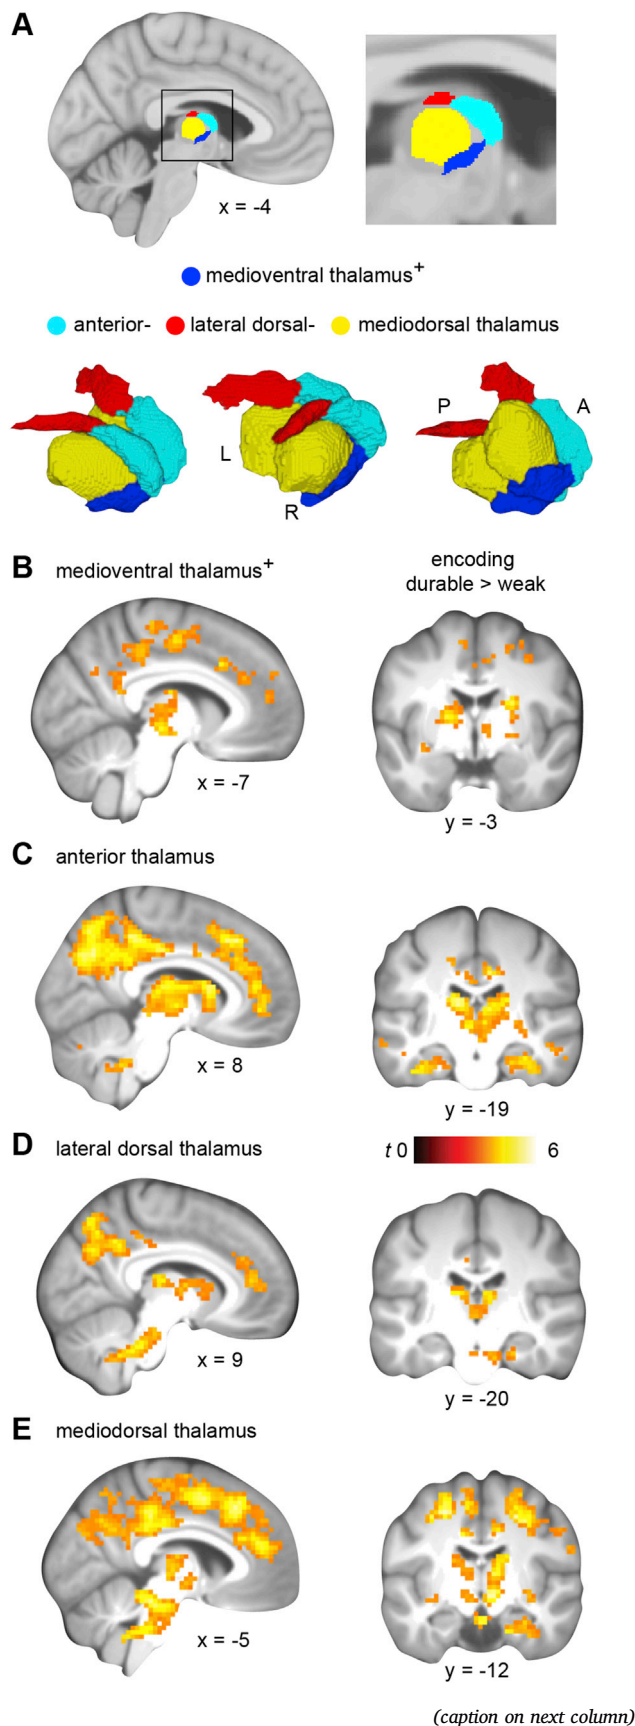 A
x = -4
medioventral thalamus+
anterior- lateral dorsal- mediodorsal thalamus
P A
L
R
B medioventral thalamus+
encoding
durable > weak
x = -7
y = -3
C anterior thalamus
x = 8
y = -19
D lateral dorsal thalamus
t 0 6
x = 9
y = -20
E mediodorsal thalamus
x = -5
y = -12
(caption on next column)